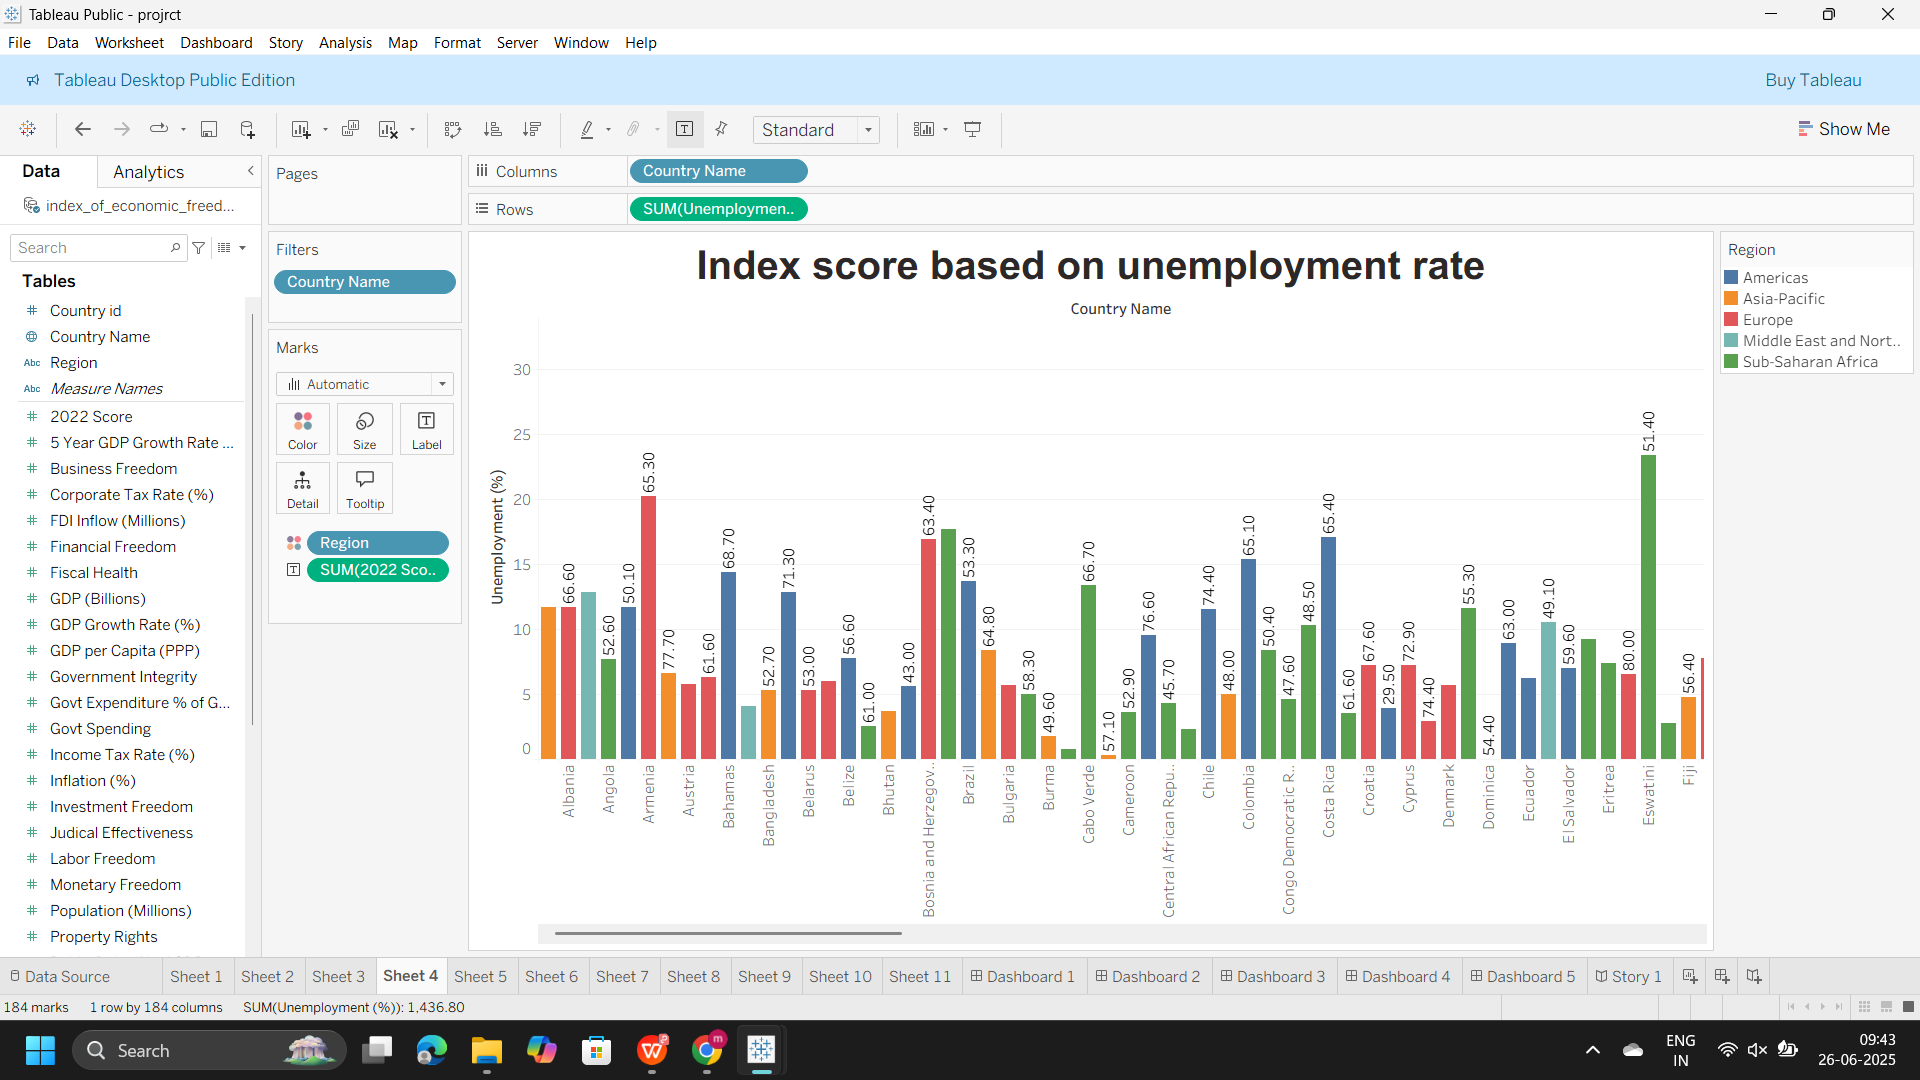 Tableau Public - projrct
File Data Worksheet Dashboard Story Analysis Map Format Server Window Help
Tableau Desktop Public Edition
Buy Tableau
Standard
Show Me
Data
Analytics
index_of_economic_freed...
Search
Tables
Country id
Country Name
Abc Region
Abc Measure Names
2022 Score
5 Year GDP Growth Rate ...
Business Freedom
Corporate Tax Rate (%)
FDI Inflow (Millions)
Financial Freedom
Fiscal Health
GDP (Billions)
GDP Growth Rate (%)
GDP per Capita (PPP)
Government Integrity
Govt Expenditure % of G...
Govt Spending
Income Tax Rate (%)
Inflation (%)
Investment Freedom
Judical Effectiveness
Labor Freedom
Monetary Freedom
Population (Millions)
Property Rights
Pages
Filters
Country Name
Marks
Automatic
Color
Size
Label
Detail
Tooltip
Region
SUM(2022 Sco..
Columns
Country Name
Rows
SUM(Unemploymen..
Index score based on unemployment rate
Country Name
Unemployment (%)
30
25
20
15
10
5
0
66.60
52.60
50.10
65.30
77.70
61.60
68.70
52.70
71.30
53.00
56.60
61.00
43.00
63.40
53.30
64.80
58.30
49.60
66.70
57.10
52.90
76.60
45.70
74.40
48.00
65.10
50.40
47.60
48.50
65.40
61.60
67.60
29.50
72.90
74.40
55.30
54.40
63.00
49.10
59.60
80.00
51.40
56.40
Albania
Angola
Armenia
Austria
Bahamas
Bangladesh
Belarus
Belize
Bhutan
Bosnia and Herzegov..
Brazil
Bulgaria
Burma
Cabo Verde
Cameroon
Central African Repu..
Chile
Colombia
Congo Democratic R..
Costa Rica
Croatia
Cyprus
Denmark
Dominica
Ecuador
El Salvador
Eritrea
Eswatini
Fiji
Region
Americas
Asia-Pacific
Europe
Middle East and Nort..
Sub-Saharan Africa
Data Source
Sheet 1
Sheet 2
Sheet 3
Sheet 4
Sheet 5
Sheet 6
Sheet 7
Sheet 8
Sheet 9
Sheet 10
Sheet 11
Dashboard 1
Dashboard 2
Dashboard 3
Dashboard 4
Dashboard 5
Story 1
184 marks 1 row by 184 columns SUM(Unemployment (%)): 1,436.80
Search
ENG
IN
09:43
26-06-2025